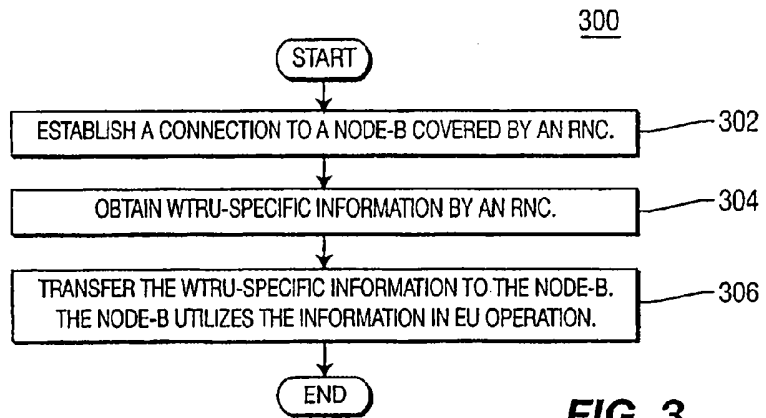 300
START
ESTABLISH A CONNECTION TO A NODE-B COVERED BY AN RNC.
302
OBTAIN WTRU-SPECIFIC INFORMATION BY AN RNC.
304
TRANSFER THE WTRU-SPECIFIC INFORMATION TO THE NODE-B.
THE NODE-B UTILIZES THE INFORMATION IN EU OPERATION.
306
END
FIG. 3